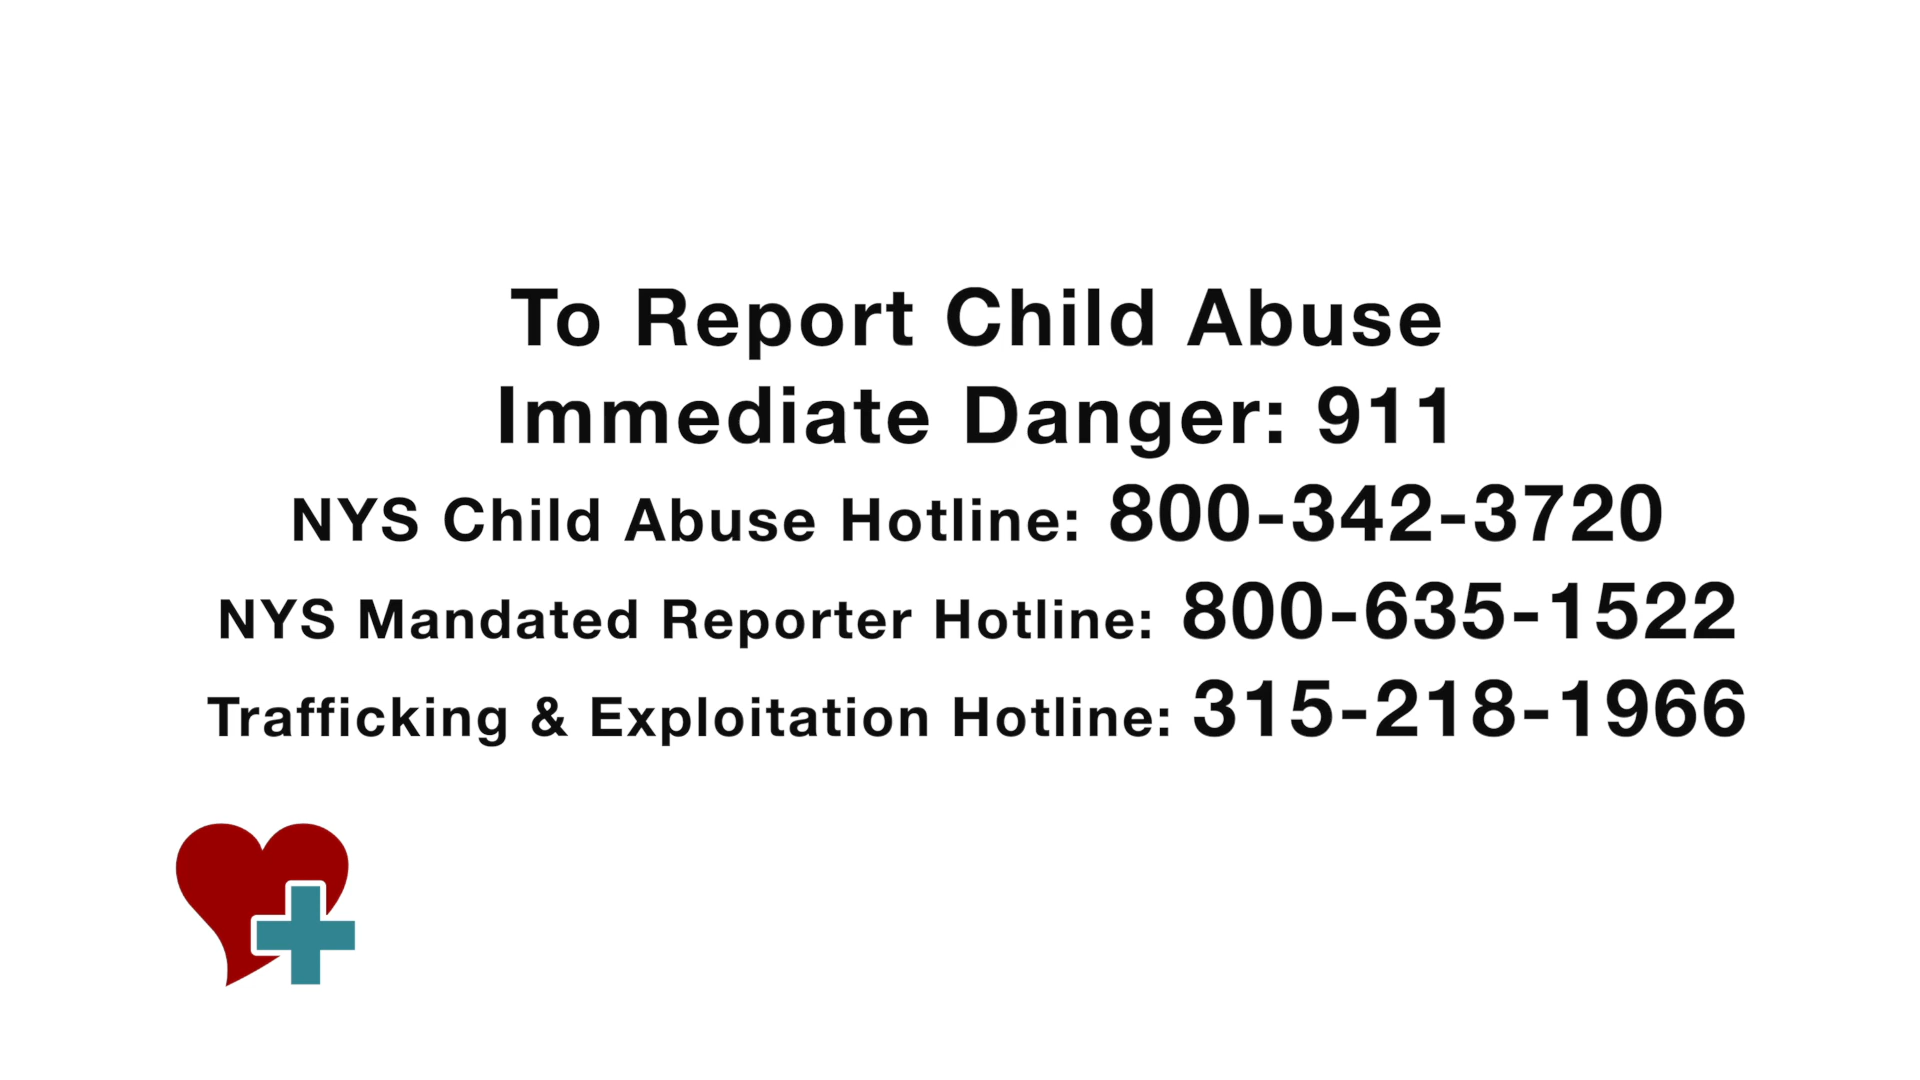 To Report Child Abuse
Immediate Danger: 911
NYS Child Abuse Hotline: 800-342-3720
NYS Mandated Reporter Hotline: 800-635-1522
Trafficking & Exploitation Hotline: 315-218-1966